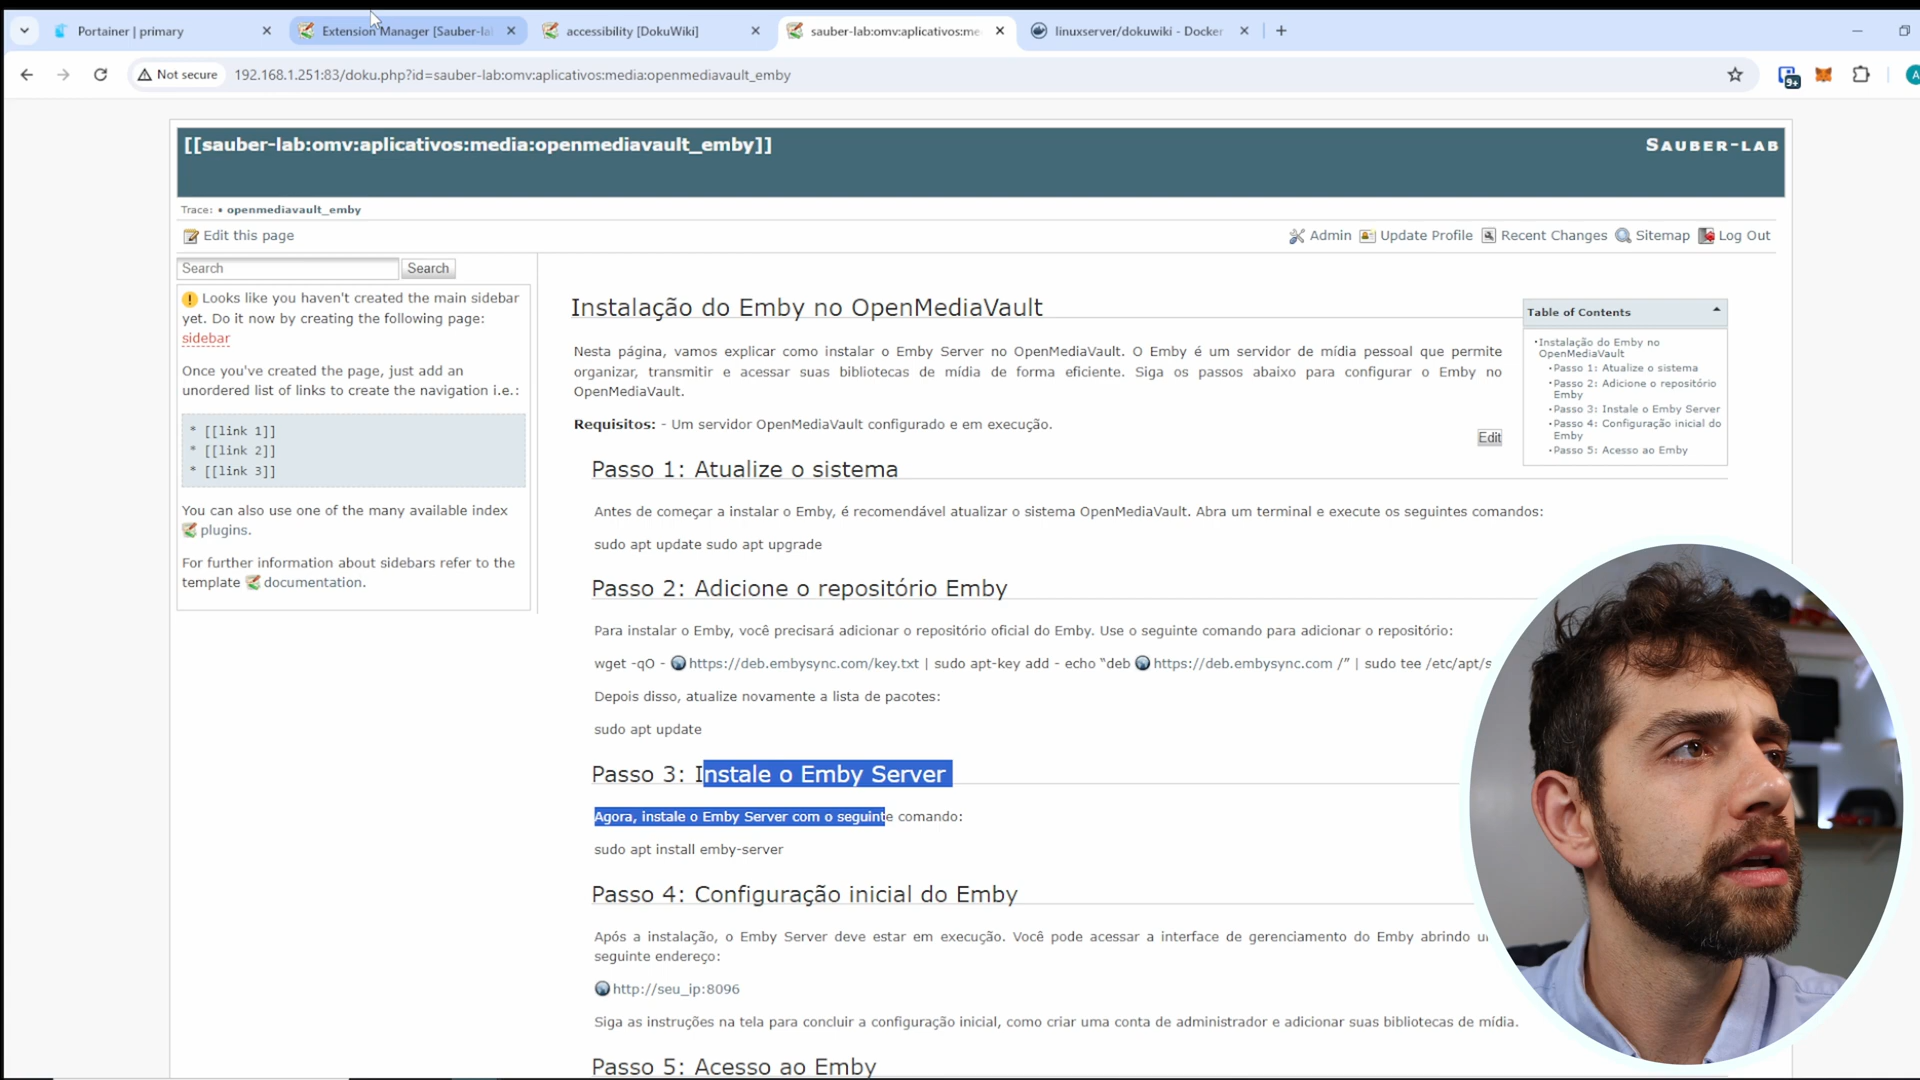 Portainer | primary
Extension Manager [Sauber-la
accessibility [DokuWiki]
sauber-lab:omv:aplicativos:me
linuxserver/dokuwiki - Docker
Not secure
192.168.1.251:83/doku.php?id=sauber-lab:omv:aplicativos:media:openmediavault_emby
9+
A
[[sauber-lab:omv:aplicativos:media:openmediavault_emby]]
SAUBER-LAB
Trace: • openmediavault_emby
Edit this page
Admin Update Profile Recent Changes Sitemap Log Out
Search
Search
Looks like you haven't created the main sidebar
yet. Do it now by creating the following page:
sidebar
Once you've created the page, just add an
unordered list of links to create the navigation i.e.:
* [[link 1]]
* [[link 2]]
* [[link 3]]
You can also use one of the many available index
plugins.
For further information about sidebars refer to the
template documentation.
Instalação do Emby no OpenMediaVault
Nesta página, vamos explicar como instalar o Emby Server no OpenMediaVault. O Emby é um servidor de mídia pessoal que permite
organizar, transmitir e acessar suas bibliotecas de mídia de forma eficiente. Siga os passos abaixo para configurar o Emby no
OpenMediaVault.
Requisitos: - Um servidor OpenMediaVault configurado e em execução.
Edit
Table of Contents
•Instalação do Emby no
OpenMediaVault
•Passo 1: Atualize o sistema
•Passo 2: Adicione o repositório
Emby
•Passo 3: Instale o Emby Server
•Passo 4: Configuração inicial do
Emby
•Passo 5: Acesso ao Emby
Passo 1: Atualize o sistema
Antes de começar a instalar o Emby, é recomendável atualizar o sistema OpenMediaVault. Abra um terminal e execute os seguintes comandos:
sudo apt update sudo apt upgrade
Passo 2: Adicione o repositório Emby
Para instalar o Emby, você precisará adicionar o repositório oficial do Emby. Use o seguinte comando para adicionar o repositório:
wget -qO - https://deb.embysync.com/key.txt | sudo apt-key add - echo “deb https://deb.embysync.com /” | sudo tee /etc/apt/s
Depois disso, atualize novamente a lista de pacotes:
sudo apt update
Passo 3: Instale o Emby Server
Agora, instale o Emby Server com o seguinte comando:
sudo apt install emby-server
Passo 4: Configuração inicial do Emby
Após a instalação, o Emby Server deve estar em execução. Você pode acessar a interface de gerenciamento do Emby abrindo
seguinte endereço:
http://seu_ip:8096
Siga as instruções na tela para concluir a configuração inicial, como criar uma conta de administrador e adicionar suas bibliotecas de mídia.
Passo 5: Acesso ao Emby